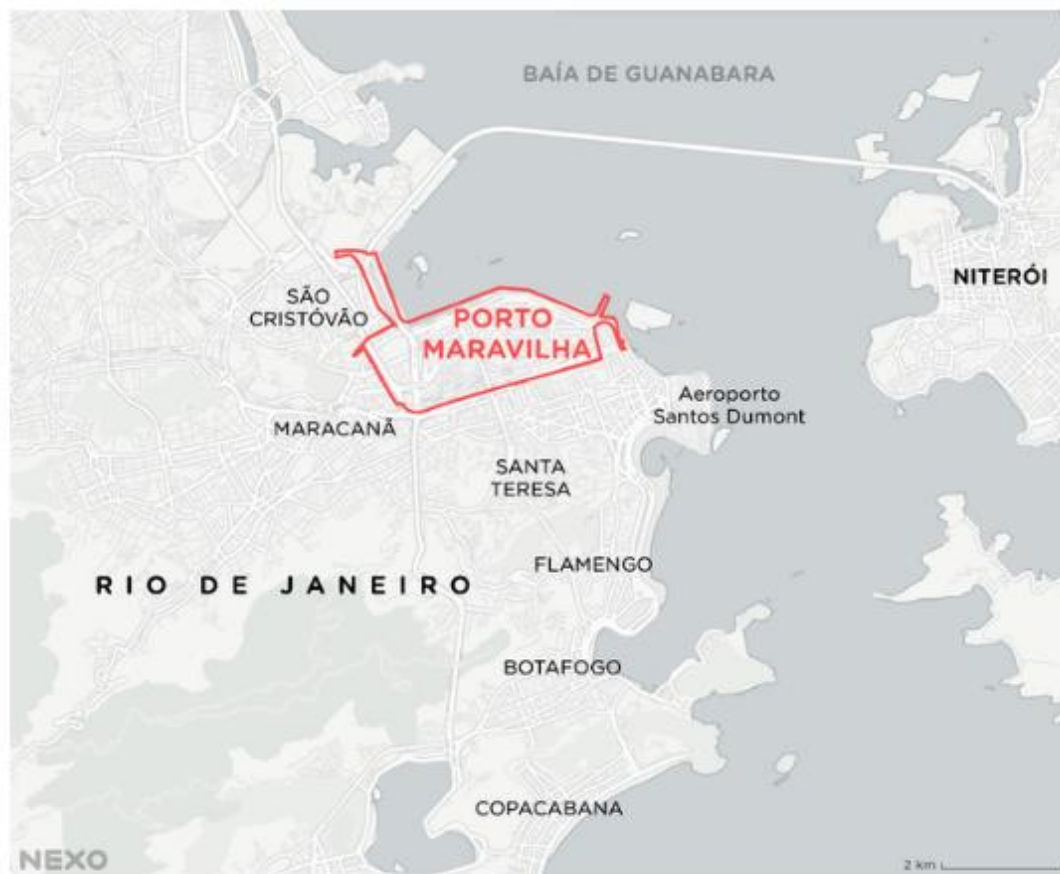 BAÍA DE GUANABARA
NITERÓI
SÃO
CRISTÓVÃO
PORTO
MARAVILHA
Aeroporto
Santos Dumont
MARACANÃ
SANTA
TERESA
FLAMENGO
RIO DE JANEIRO
BOTAFOGO
COPACABANA
NEXO
2 km